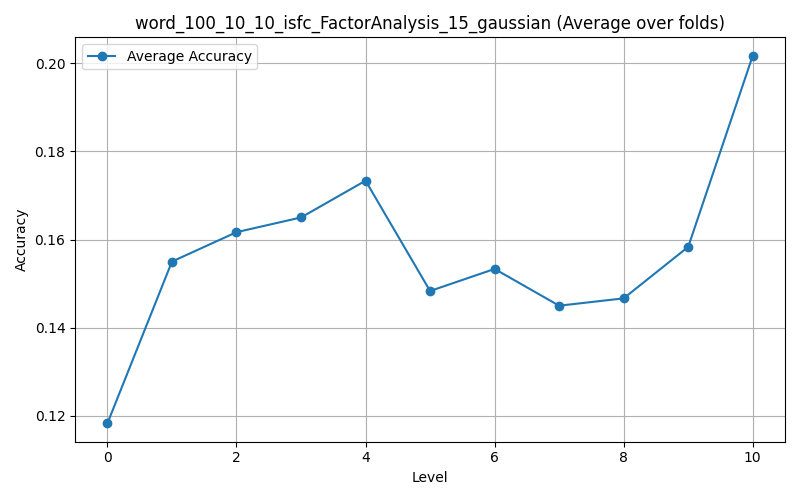 word_100_10_10_isfc_FactorAnalysis_15_gaussian (Average over folds)
Average Accuracy
0.20
0.18
0.16
0.14
0.12
Accuracy
0 2 4 6 8 10
Level